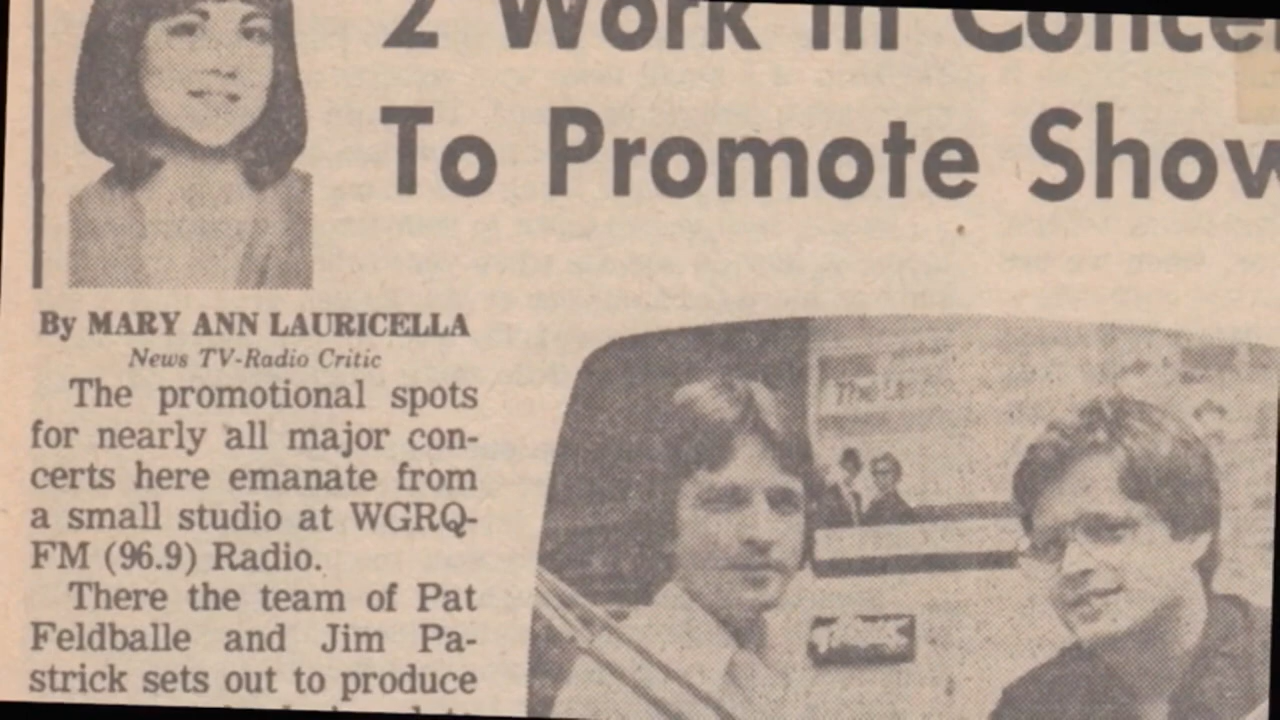 2 Work in Concer
To Promote Show
By MARY ANN LAURICELLA
News TV-Radio Critic
The promotional spots
for nearly all major con-
certs here emanate from
a small studio at WGRQ-
FM (96.9) Radio.
There the team of Pat
Feldballe and Jim Pa-
strick sets out to produce